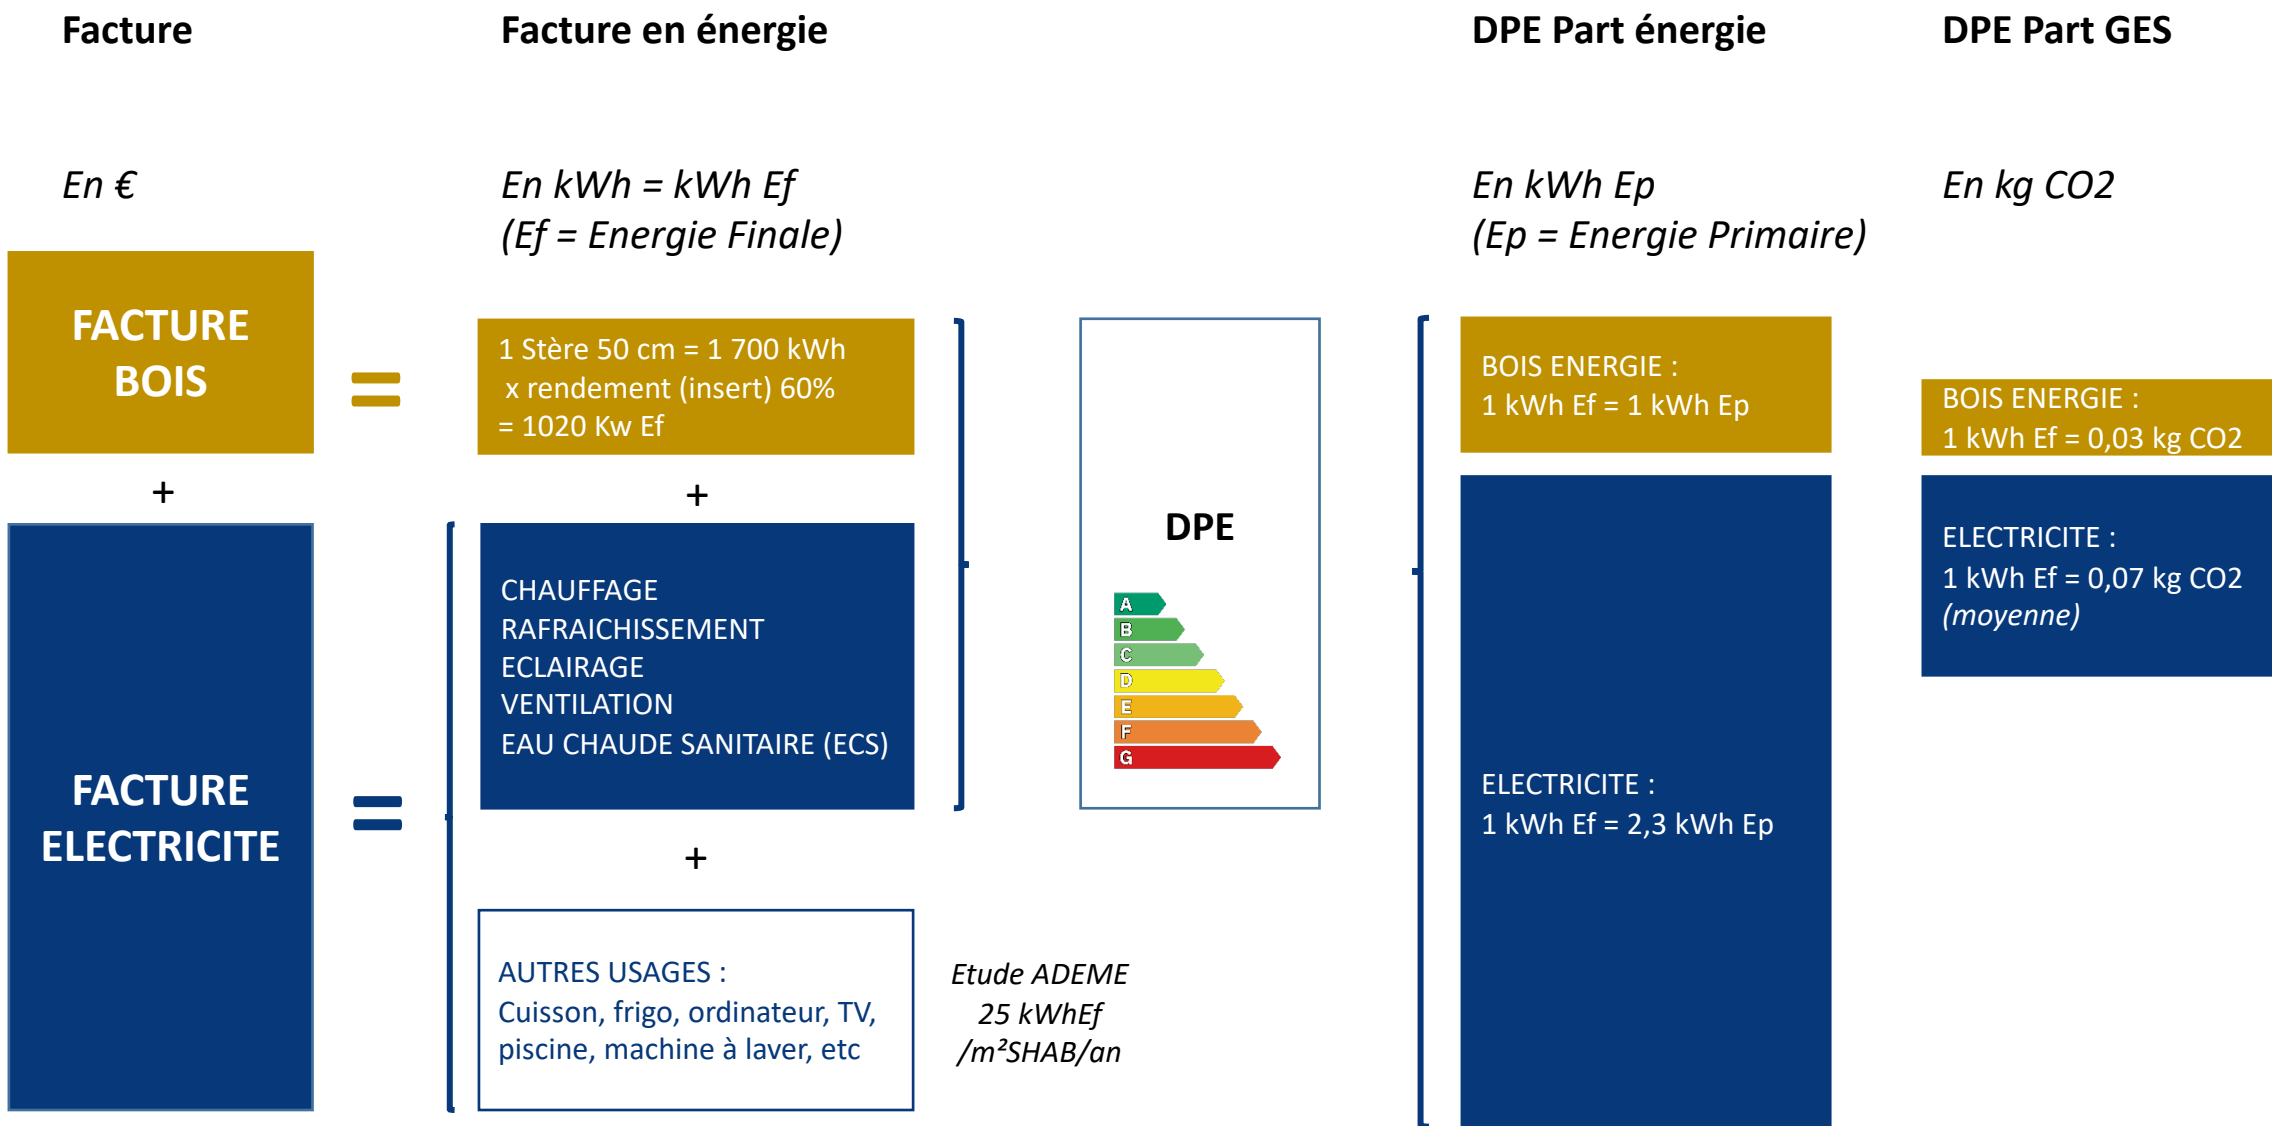 Facture
Facture en énergie
DPE Part énergie
DPE Part GES
En €
En kWh = kWh Ef
(Ef = Energie Finale)
En kWh Ep
(Ep = Energie Primaire)
En kg CO2
FACTURE
BOIS
=
1 Stère 50 cm = 1 700 kWh
x rendement (insert) 60%
= 1020 Kw Ef
BOIS ENERGIE :
1 kWh Ef = 1 kWh Ep
BOIS ENERGIE :
1 kWh Ef = 0,03 kg CO2
+
+
FACTURE
ELECTRICITE
=
CHAUFFAGE
RAFRAICHISSEMENT
ECLAIRAGE
VENTILATION
EAU CHAUDE SANITAIRE (ECS)
+
AUTRES USAGES :
Cuisson, frigo, ordinateur, TV,
piscine, machine à laver, etc
Etude ADEME
25 kWhEf
/m²SHAB/an
DPE
A
B
C
D
E
F
G
ELECTRICITE :
1 kWh Ef = 2,3 kWh Ep
ELECTRICITE :
1 kWh Ef = 0,07 kg CO2
(moyenne)